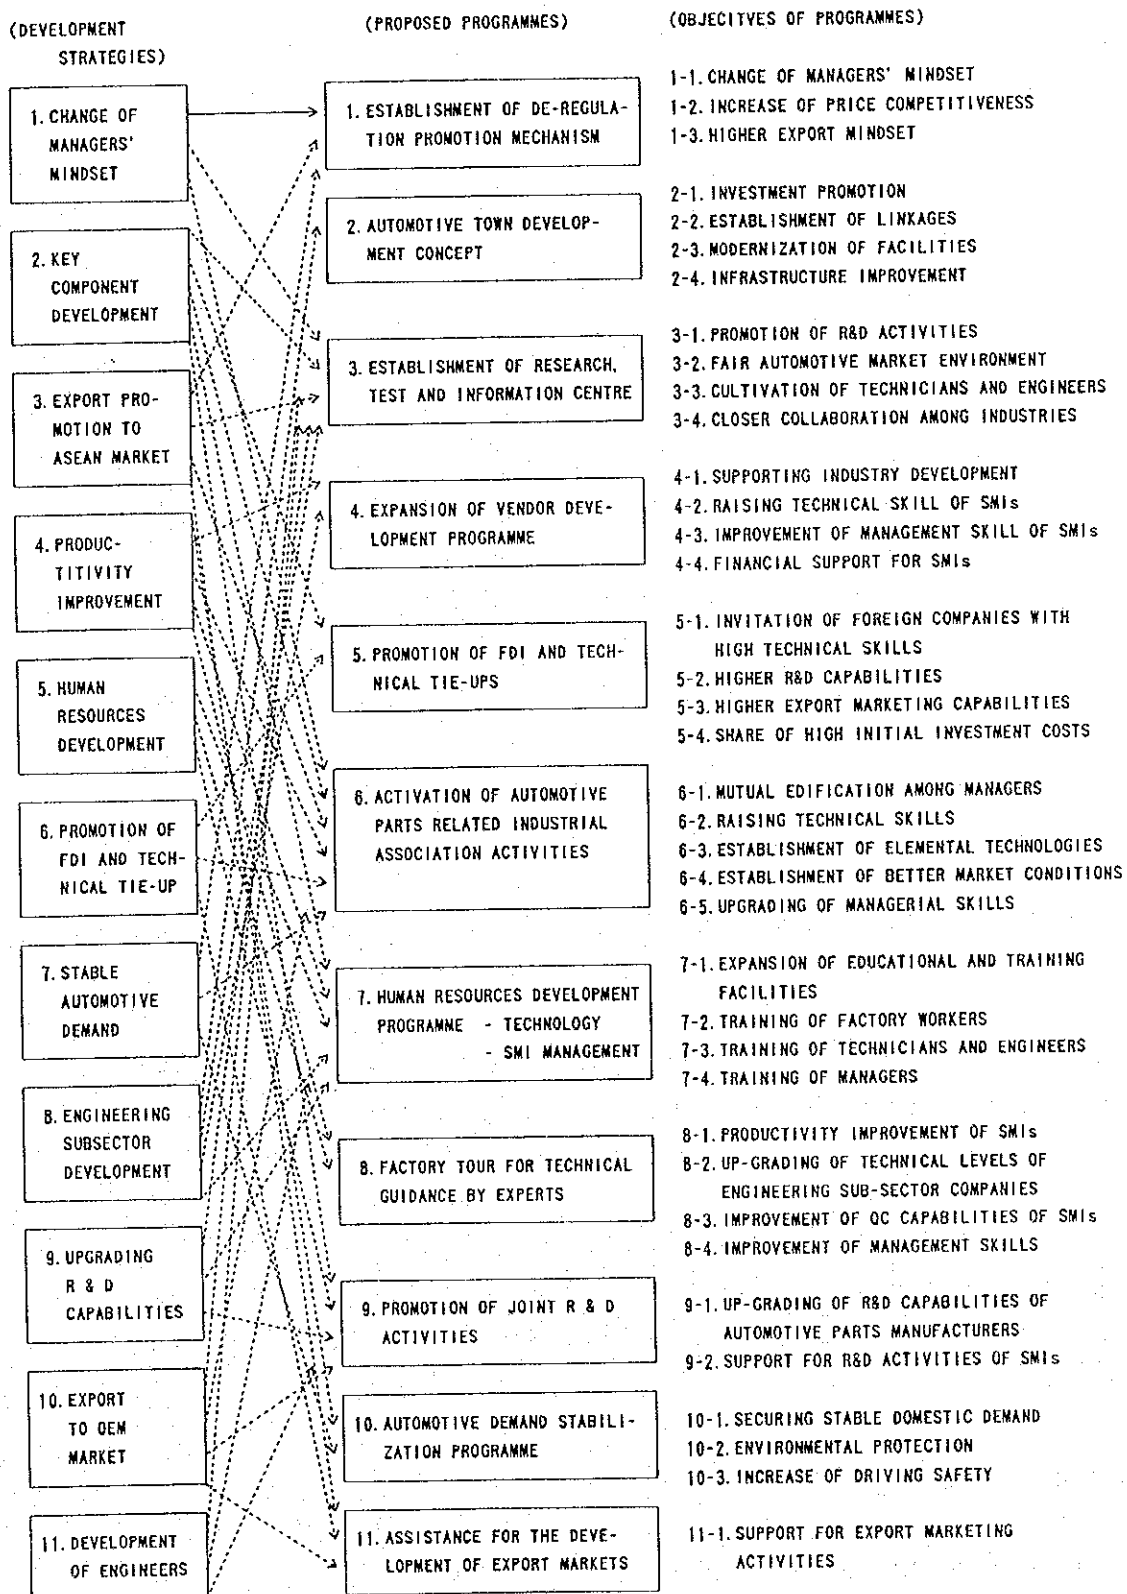 (DEVELOPMENT
STRATEGIES)
1. CHANGE OF
MANAGERS'
MINDSET
2. KEY
COMPONENT
DEVELOPMENT
3. EXPORT PRO-
MOTION TO
ASEAN MARKET
4. PRODUC-
TITIVITY
IMPROVEMENT
5. HUMAN
RESOURCES
DEVELOPMENT
6. PROMOTION OF
FDI AND TECH-
NICAL TIE-UP
7. STABLE
AUTOMOTIVE
DEMAND
8. ENGINEERING
SUBSECTOR
DEVELOPMENT
9. UPGRADING
R & D
CAPABILITIES
10. EXPORT
TO OEM
MARKET
11. DEVELOPMENT
OF ENGINEERS
(PROPOSED PROGRAMMES)
1. ESTABLISHMENT OF DE-REGULA-
TION PROMOTION MECHANISM
2. AUTOMOTIVE TOWN DEVELOP-
MENT CONCEPT
3. ESTABLISHMENT OF RESEARCH,
TEST AND INFORMATION CENTRE
4. EXPANSION OF VENDOR DEVE-
LOPMENT PROGRAMME
5. PROMOTION OF FDI AND TECH-
NICAL TIE-UPS
6. ACTIVATION OF AUTOMOTIVE
PARTS RELATED INDUSTRIAL
ASSOCIATION ACTIVITIES
7. HUMAN RESOURCES DEVELOPMENT
PROGRAMME - TECHNOLOGY
- SMI MANAGEMENT
8. FACTORY TOUR FOR TECHNICAL
GUIDANCE BY EXPERTS
9. PROMOTION OF JOINT R & D
ACTIVITIES
10. AUTOMOTIVE DEMAND STABILI-
ZATION PROGRAMME
11. ASSISTANCE FOR THE DEVE-
LOPMENT OF EXPORT MARKETS
(OBJECITVES OF PROGRAMMES)
1-1. CHANGE OF MANAGERS' MINDSET
1-2. INCREASE OF PRICE COMPETITIVENESS
1-3. HIGHER EXPORT MINDSET
2-1. INVESTMENT PROMOTION
2-2. ESTABLISHMENT OF LINKAGES
2-3. MODERNIZATION OF FACILITIES
2-4. INFRASTRUCTURE IMPROVEMENT
3-1. PROMOTION OF R&D ACTIVITIES
3-2. FAIR AUTOMOTIVE MARKET ENVIRONMENT
3-3. CULTIVATION OF TECHNICIANS AND ENGINEERS
3-4. CLOSER COLLABORATION AMONG INDUSTRIES
4-1. SUPPORTING INDUSTRY DEVELOPMENT
4-2. RAISING TECHNICAL SKILL OF SMIs
4-3. IMPROVEMENT OF MANAGEMENT SKILL OF SMIs
4-4. FINANCIAL SUPPORT FOR SMIs
5-1. INVITATION OF FOREIGN COMPANIES WITH
HIGH TECHNICAL SKILLS
5-2. HIGHER R&D CAPABILITIES
5-3. HIGHER EXPORT MARKETING CAPABILITIES
5-4. SHARE OF HIGH INITIAL INVESTMENT COSTS
6-1. MUTUAL EDIFICATION AMONG MANAGERS
6-2. RAISING TECHNICAL SKILLS
6-3. ESTABLISHMENT OF ELEMENTAL TECHNOLOGIES
6-4. ESTABLISHMENT OF BETTER MARKET CONDITIONS
6-5. UPGRADING OF MANAGERIAL SKILLS
7-1. EXPANSION OF EDUCATIONAL AND TRAINING
FACILITIES
7-2. TRAINING OF FACTORY WORKERS
7-3. TRAINING OF TECHNICIANS AND ENGINEERS
7-4. TRAINING OF MANAGERS
8-1. PRODUCTIVITY IMPROVEMENT OF SMIs
8-2. UP-GRADING OF TECHNICAL LEVELS OF
ENGINEERING SUB-SECTOR COMPANIES
8-3. IMPROVEMENT OF QC CAPABILITIES OF SMIs
8-4. IMPROVEMENT OF MANAGEMENT SKILLS
9-1. UP-GRADING OF R&D CAPABILITIES OF
AUTOMOTIVE PARTS MANUFACTURERS
9-2. SUPPORT FOR R&D ACTIVITIES OF SMIs
10-1. SECURING STABLE DOMESTIC DEMAND
10-2. ENVIRONMENTAL PROTECTION
10-3. INCREASE OF DRIVING SAFETY
11-1. SUPPORT FOR EXPORT MARKETING
ACTIVITIES